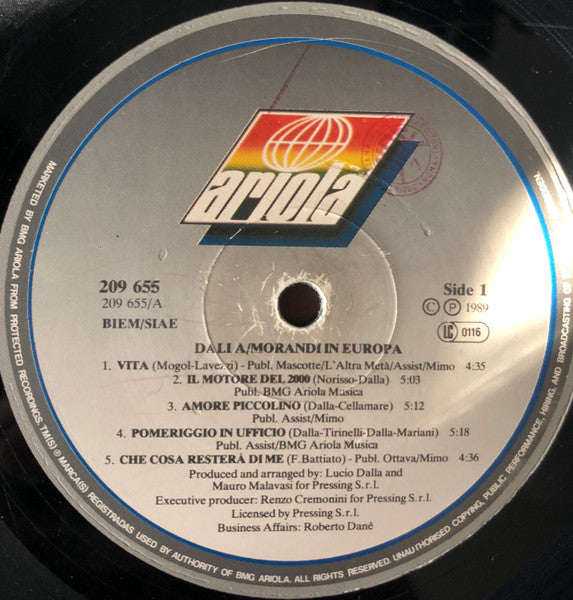 ariola
209 655
209 655/A
BIEM/SIAE
Side 1
Ⓒ Ⓟ 1989
LC 0116
DALLA/MORANDI IN EUROPA
1. VITA (Mogol-Lavezzi) - Publ. Mascotte/L'Altra Metà/Assist/Mimo 4:35
2. IL MOTORE DEL 2000 (Norisso-Dalla) 5:03
Publ. BMG Ariola Musica
3. AMORE PICCOLINO (Dalla-Cellamare) 5:12
Publ. Assist/Mimo
4. POMERIGGIO IN UFFICIO (Dalla-Tirinelli-Dalla-Mariani) 5:18
Publ. Assist/BMG Ariola Musica
5. CHE COSA RESTERÀ DI ME (F.Battiato) - Publ. Ottava/Mimo 4:36
Produced and arranged by: Lucio Dalla and
Mauro Malavasi for Pressing S.r.l.
Executive producer: Renzo Cremonini for Pressing S.r.l.
Licensed by Pressing S.r.l.
Business Affairs: Roberto Dané
MARKETED BY BMG ARIOLA FROM PROTECTED RECORDINGS. TM(S) ® MARCA(S) REGISTRADAS USED BY AUTHORITY OF BMG ARIOLA. ALL RIGHTS RESERVED. UNAUTHORISED COPYING, PUBLIC PERFORMANCE, HIRING, AND BROADCASTING OF